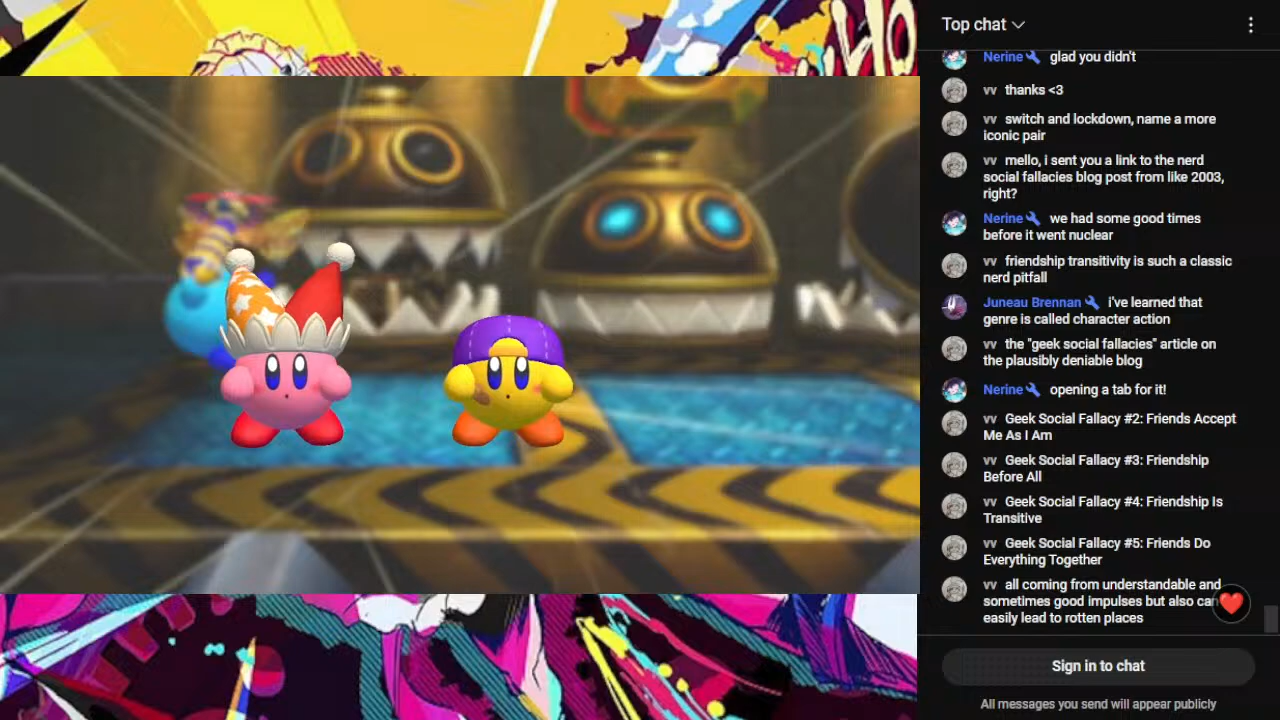 Top chat
Nerine glad you didn't
vv thanks <3
vv switch and lockdown, name a more
iconic pair
vv mello, i sent you a link to the nerd
social fallacies blog post from like 2003,
right?
Nerine we had some good times
before it went nuclear
vv friendship transitivity is such a classic
nerd pitfall
Juneau Brennan i've learned that
genre is called character action
vv the "geek social fallacies" article on
the plausibly deniable blog
Nerine opening a tab for it!
vv Geek Social Fallacy #2: Friends Accept
Me As I Am
vv Geek Social Fallacy #3: Friendship
Before All
vv Geek Social Fallacy #4: Friendship Is
Transitive
vv Geek Social Fallacy #5: Friends Do
Everything Together
vv all coming from understandable and
sometimes good impulses but also can
easily lead to rotten places
Sign in to chat
All messages you send will appear publicly